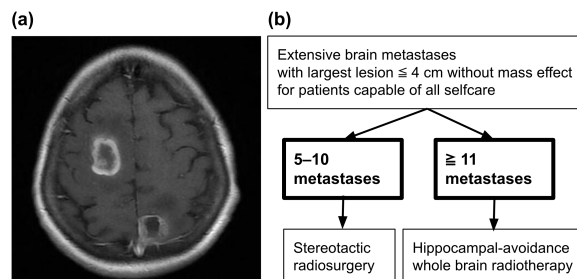 (a)
(b)
Extensive brain metastases
with largest lesion ≦ 4 cm without mass effect
for patients capable of all selfcare
5–10
metastases
≧ 11
metastases
Stereotactic
radiosurgery
Hippocampal-avoidance
whole brain radiotherapy